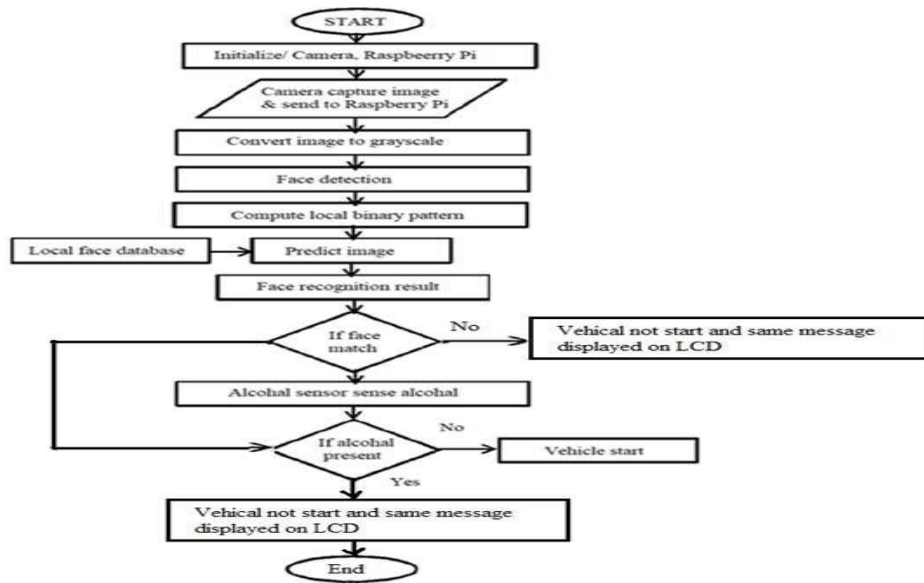 START
Initialize/ Camera, Raspbeerry Pi
Camera capture image
& send to Raspberry Pi
Convert image to grayscale
Face detection
Compute local binary pattern
Local face database
Predict image
Face recognition result
If face
match
No
Vehical not start and same message
displayed on LCD
Alcohal sensor sense alcohal
If alcohal
present
No
Vehicle start
Yes
Vehical not start and same message
displayed on LCD
End